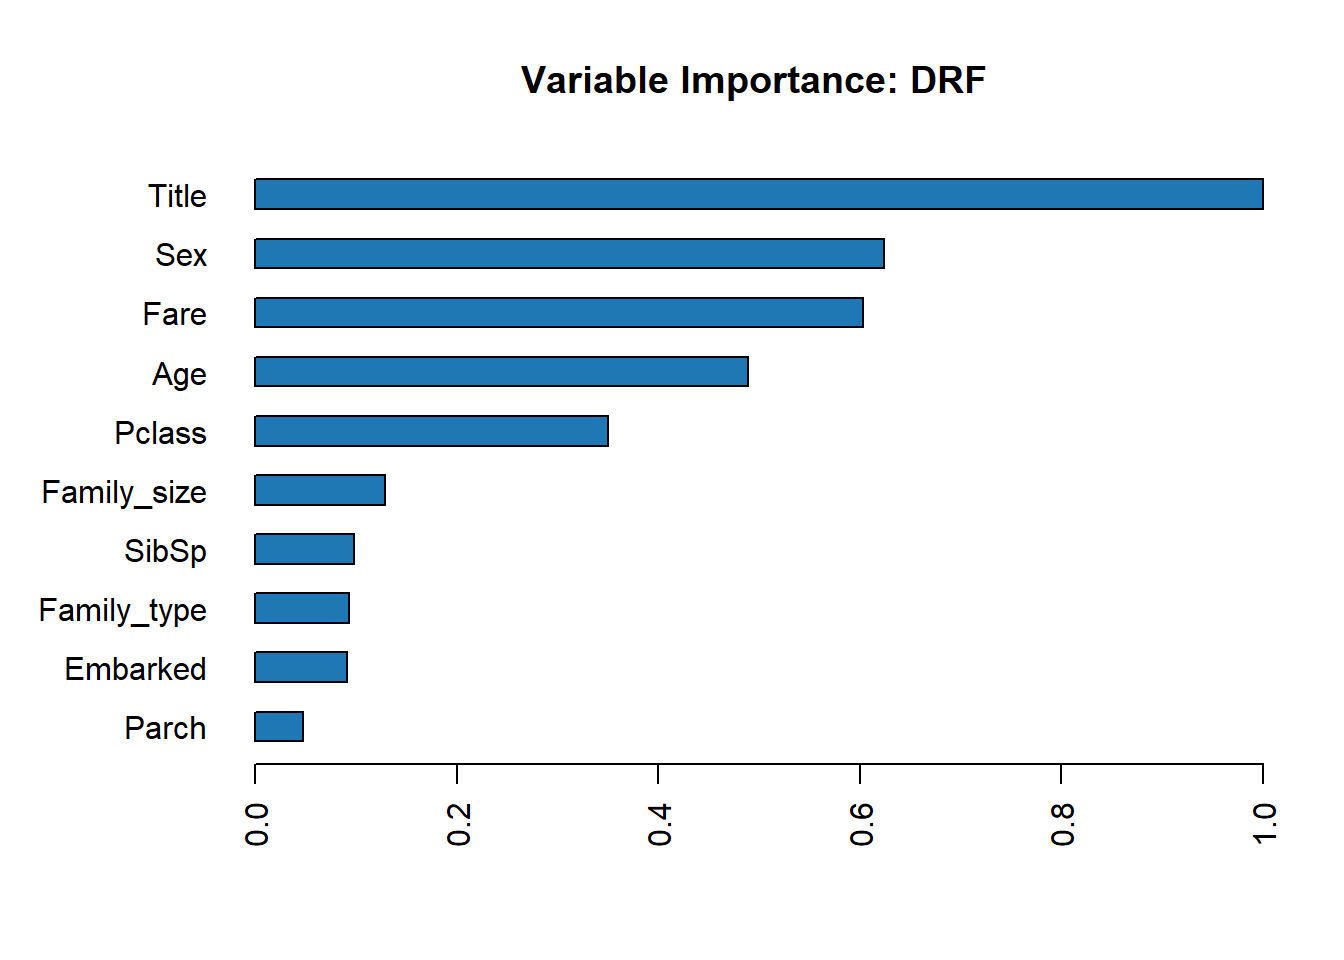 Variable Importance: DRF
Title
Sex
Fare
Age
Pclass
Family_size
SibSp
Family_type
Embarked
Parch
0.0
0.2
0.4
0.6
0.8
1.0